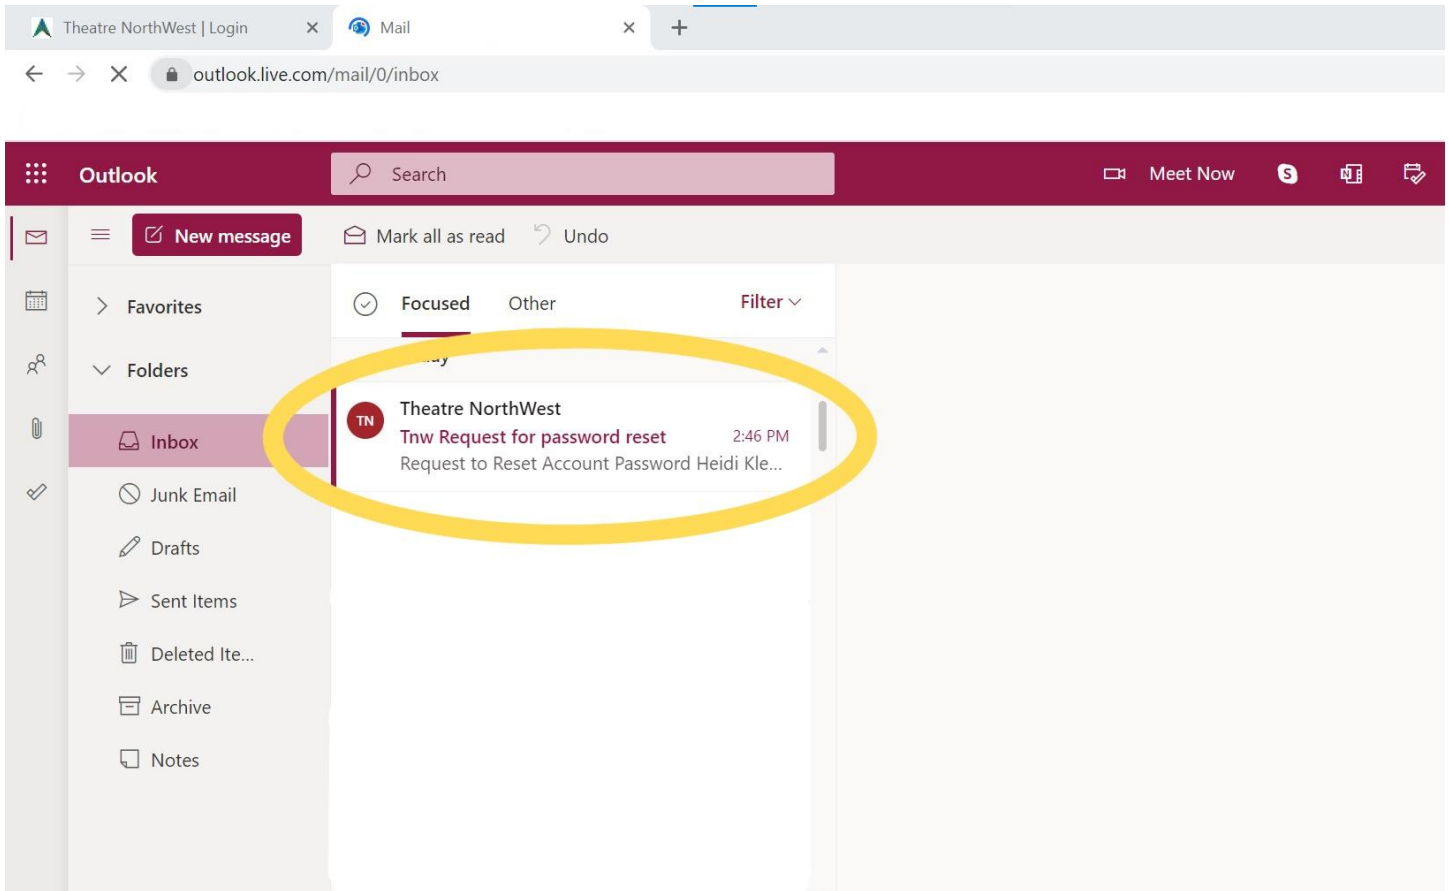 Theatre NorthWest | Login
Mail
outlook.live.com/mail/0/inbox
Outlook
Search
Meet Now
S
N
New message
Mark all as read
Undo
Favorites
Focused
Other
Filter
Folders
TN
Theatre NorthWest
Tnw Request for password reset
2:46 PM
Request to Reset Account Password Heidi Kle...
Inbox
Junk Email
Drafts
Sent Items
Deleted Ite...
Archive
Notes